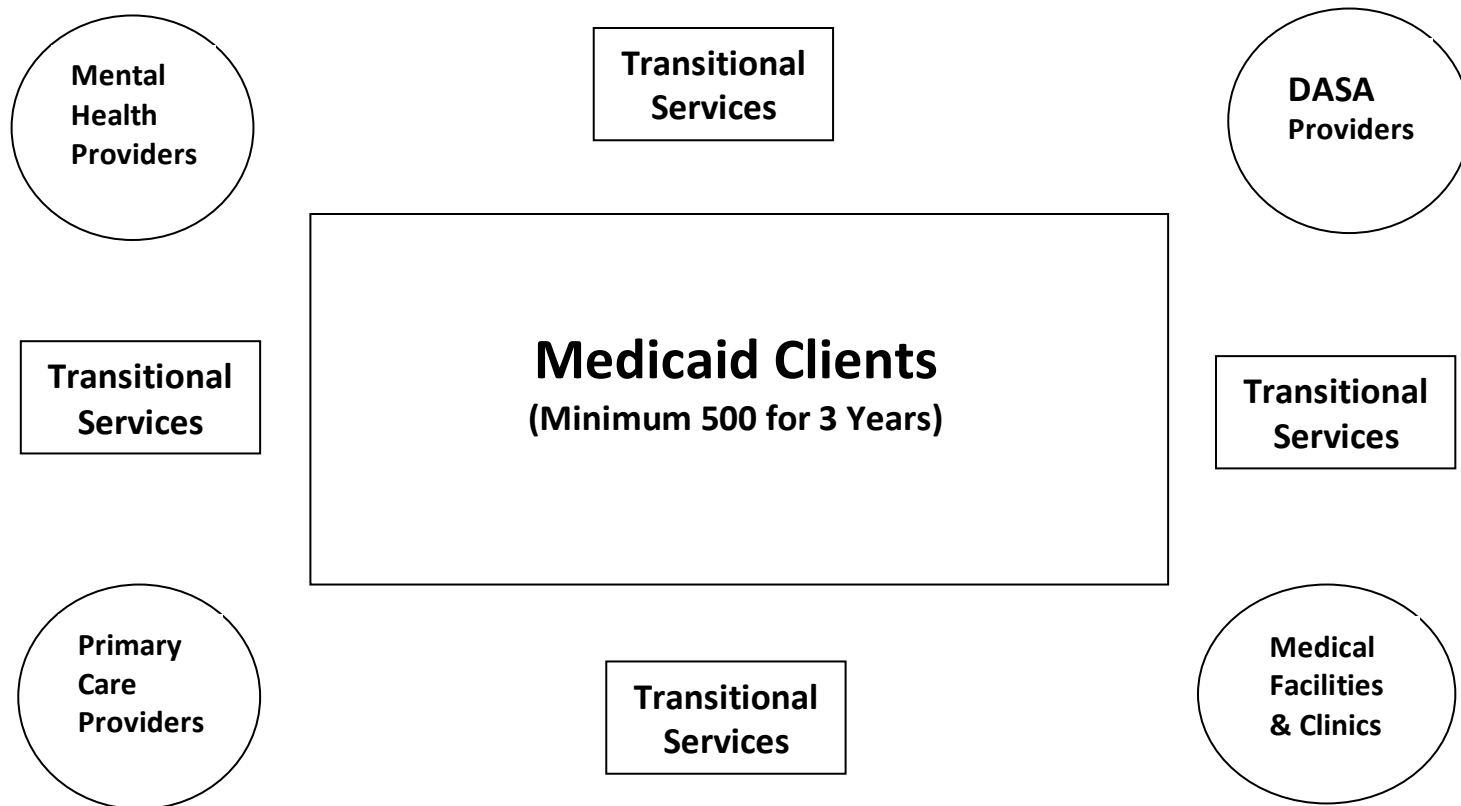 Mental
Health
Providers
Transitional
Services
DASA
Providers
Medicaid Clients
(Minimum 500 for 3 Years)
Transitional
Services
Transitional
Services
Primary
Care
Providers
Transitional
Services
Medical
Facilities
& Clinics